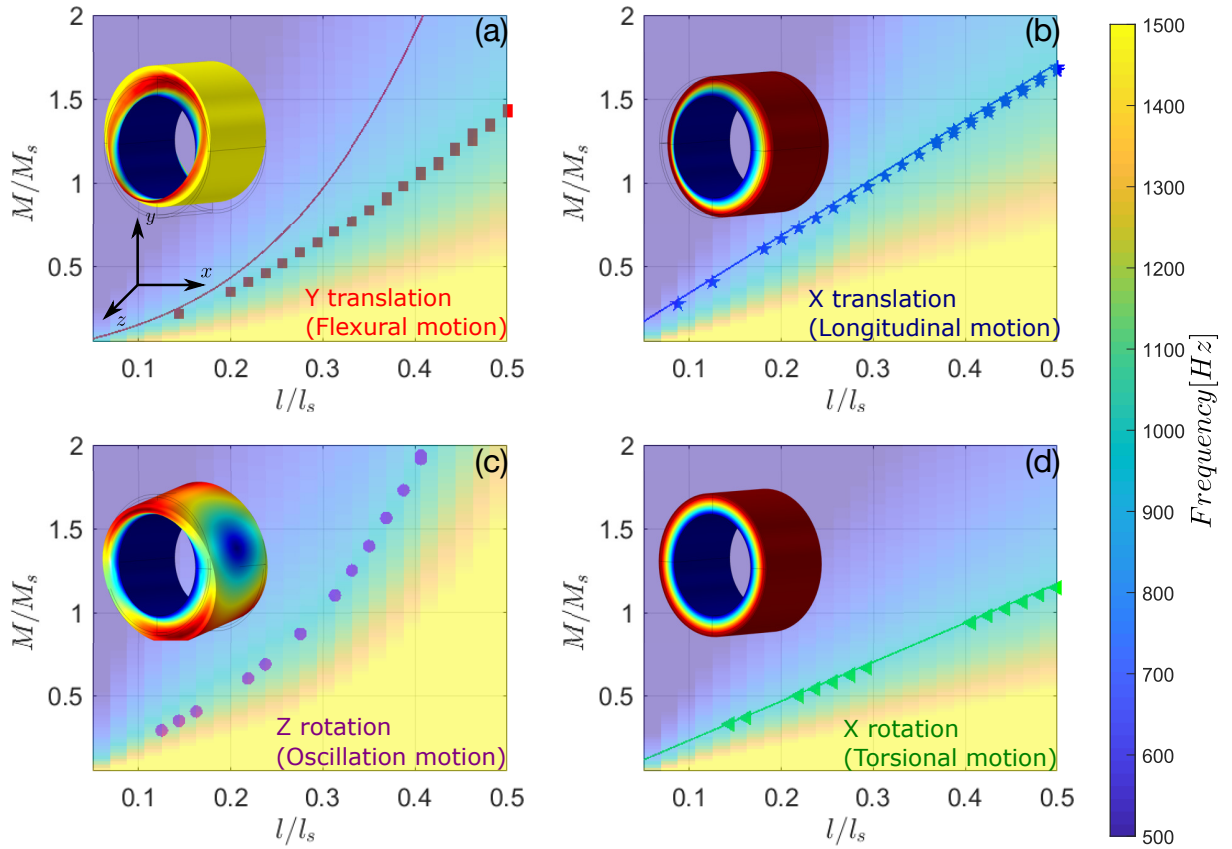 (a)
2
1.5
1
0.5
M/M_s
y
x
z
Y translation
(Flexural motion)
0.1 0.2 0.3 0.4 0.5
l/l_s
(b)
2
1.5
1
0.5
M/M_s
X translation
(Longitudinal motion)
0.1 0.2 0.3 0.4 0.5
l/l_s
(c)
2
1.5
1
0.5
M/M_s
Z rotation
(Oscillation motion)
0.1 0.2 0.3 0.4 0.5
l/l_s
(d)
2
1.5
1
0.5
M/M_s
X rotation
(Torsional motion)
0.1 0.2 0.3 0.4 0.5
l/l_s
1500
1400
1300
1200
1100
1000
900
800
700
600
500
Frequency[Hz]